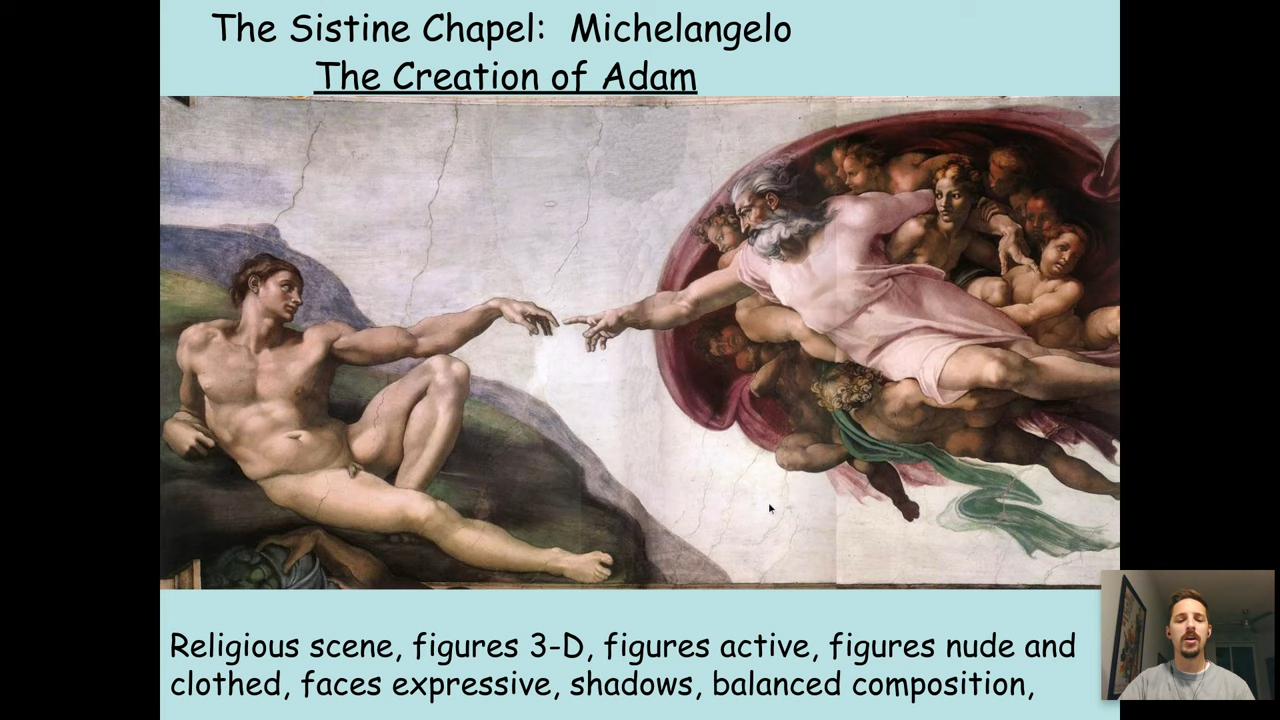 The Sistine Chapel:  Michelangelo
The Creation of Adam
Religious scene, figures 3-D, figures active, figures nude and
clothed, faces expressive, shadows, balanced composition,